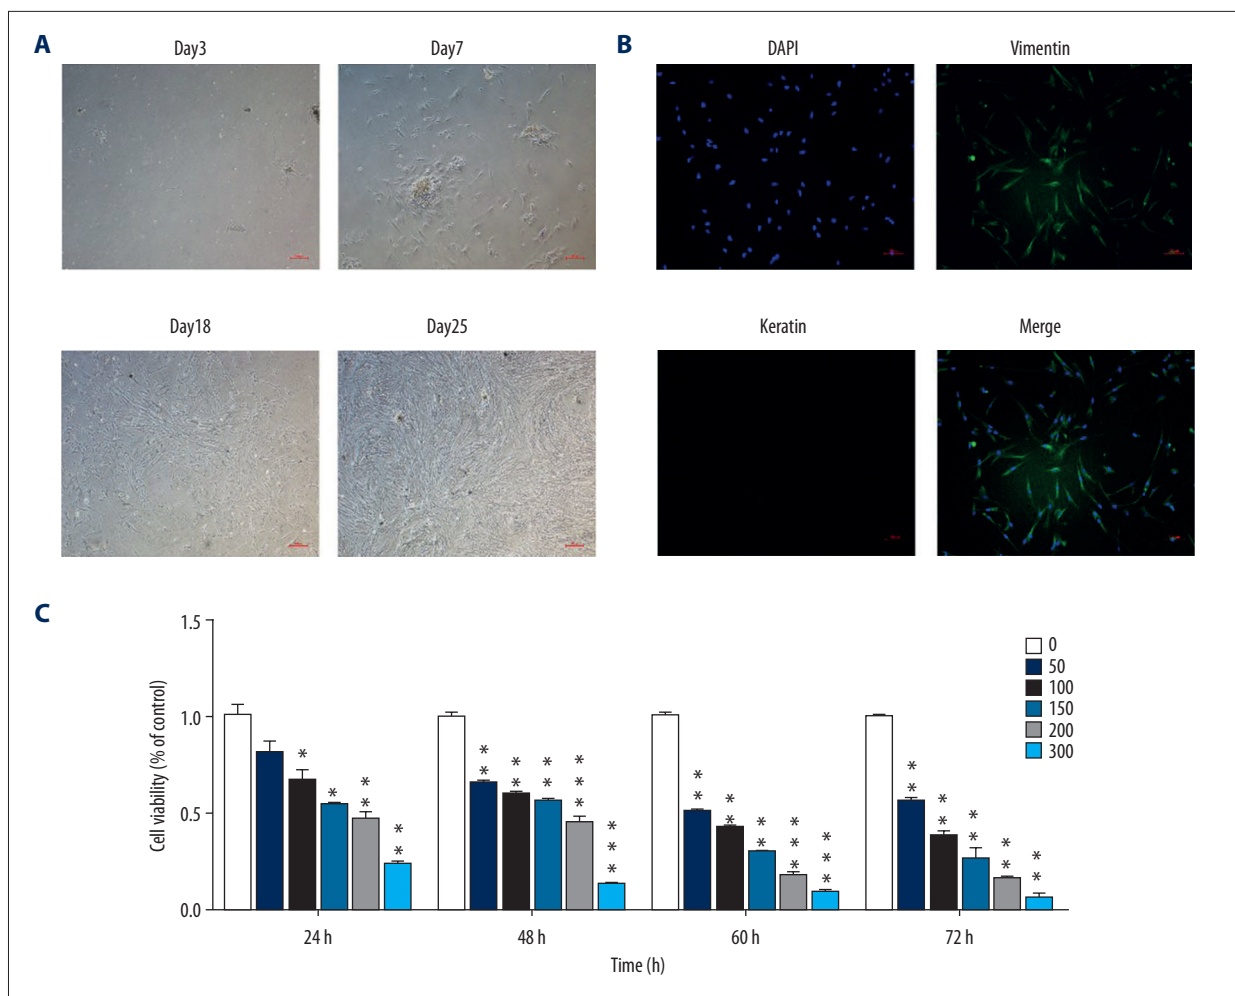 A
Day3
Day7
B
DAPI
Vimentin
Day18
Day25
Keratin
Merge
C
Cell viability (% of control)
1.5
1.0
0.5
0.0
*
*
**
**
**
**
**
***
***
**
**
**
***
***
**
**
**
**
**
24 h
48 h
60 h
72 h
Time (h)
0
50
100
150
200
300